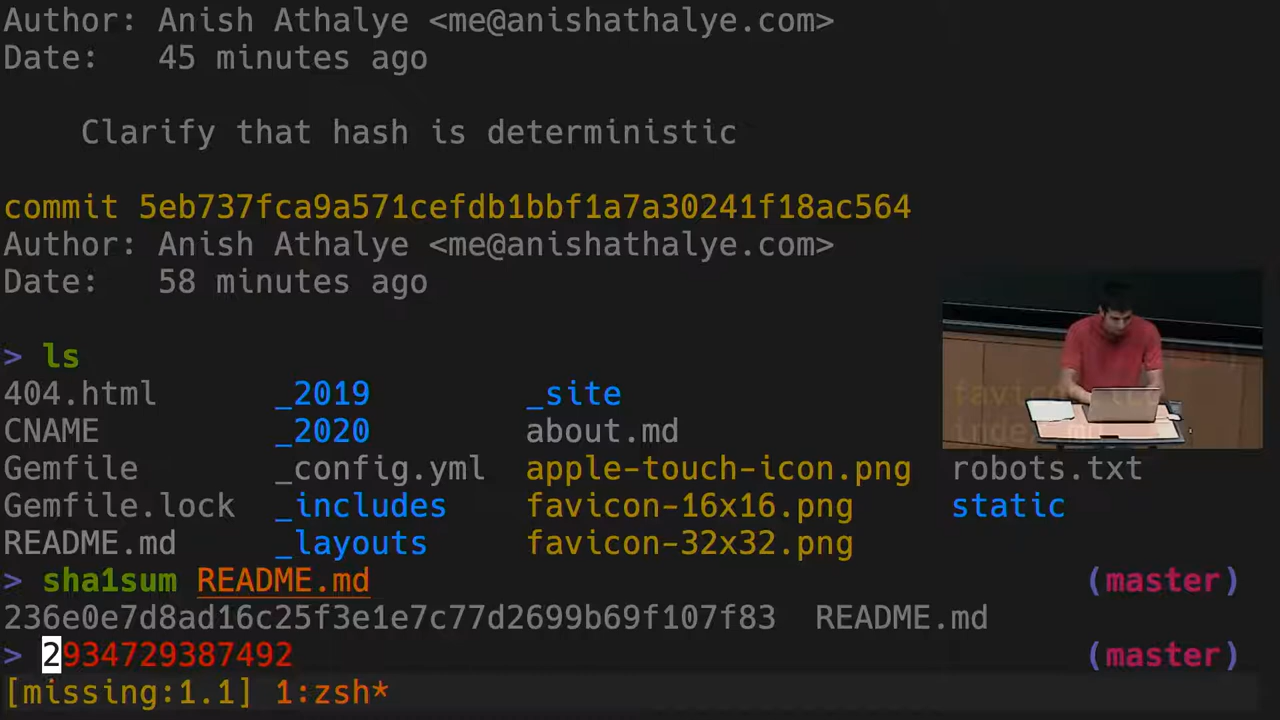 Author: Anish Athalye <me@anishathalye.com>
Date:   45 minutes ago
    Clarify that hash is deterministic
commit 5eb737fca9a571cefdb1bbf1a7a30241f18ac564
Author: Anish Athalye <me@anishathalye.com>
Date:   58 minutes ago
> ls
404.html _2019 _site favicon
CNAME _2020 about.md index.md
Gemfile _config.yml apple-touch-icon.png robots.txt
Gemfile.lock _includes favicon-16x16.png static
README.md _layouts favicon-32x32.png
> sha1sum README.md (master)
236e0e7d8ad16c25f3e1e7c77d2699b69f107f83  README.md
> 2934729387492 (master)
[missing:1.1] 1:zsh*